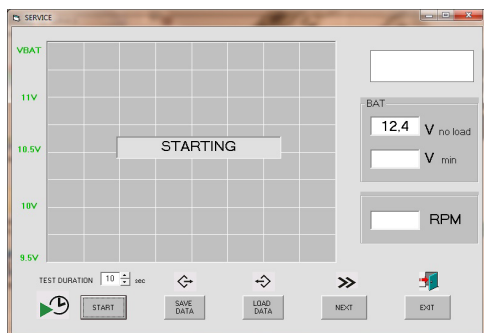 SERVICE
VBAT
11V
10.5V
10V
9.5V
STARTING
BAT
12,4 V no load
V min
RPM
TEST DURATION 10 sec
START
SAVE DATA
LOAD DATA
NEXT
EXIT